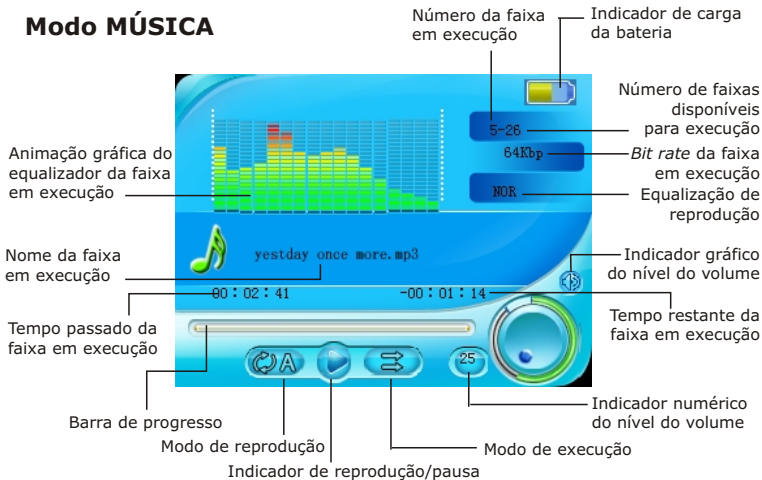 Modo MÚSICA
Número da faixa
em execução
Indicador de carga
da bateria
Número de faixas
disponíveis
para execução
5-26
64Kbp
Bit rate da faixa
em execução
NOR
Equalização de
reprodução
Animação gráfica do
equalizador da faixa
em execução
Nome da faixa
em execução
yestday once more.mp3
Indicador gráfico
do nível do volume
00:02:41
-00:01:14
Tempo passado da
faixa em execução
Tempo restante da
faixa em execução
A
25
Barra de progresso
Modo de reprodução
Indicador de reprodução/pausa
Modo de execução
Indicador numérico
do nível do volume